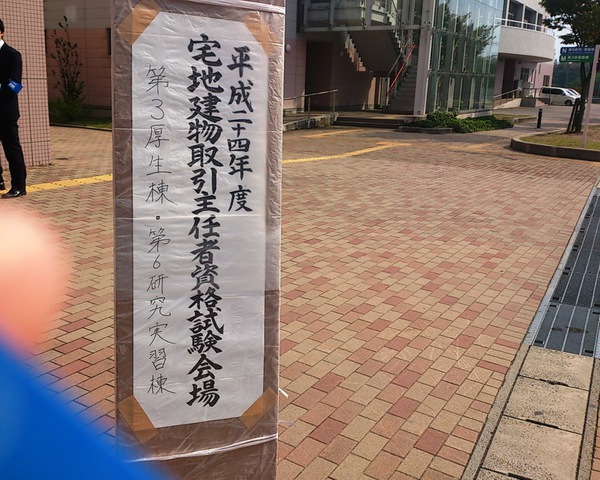 平成二十四年度
宅地建物取引主任者資格試験会場
第3厚生棟・第6研究実習棟